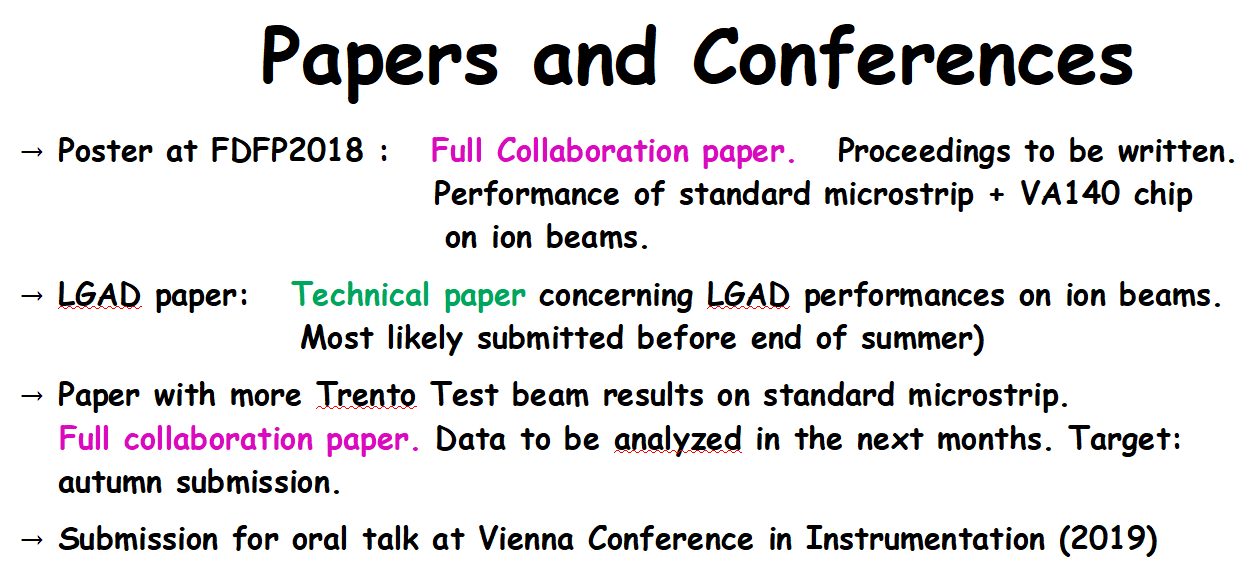 Papers and Conferences
→ Poster at FDFP2018 : Full Collaboration paper. Proceedings to be written.
Performance of standard microstrip + VA140 chip
on ion beams.
→ LGAD paper: Technical paper concerning LGAD performances on ion beams.
Most likely submitted before end of summer)
→ Paper with more Trento Test beam results on standard microstrip.
Full collaboration paper. Data to be analyzed in the next months. Target:
autumn submission.
→ Submission for oral talk at Vienna Conference in Instrumentation (2019)